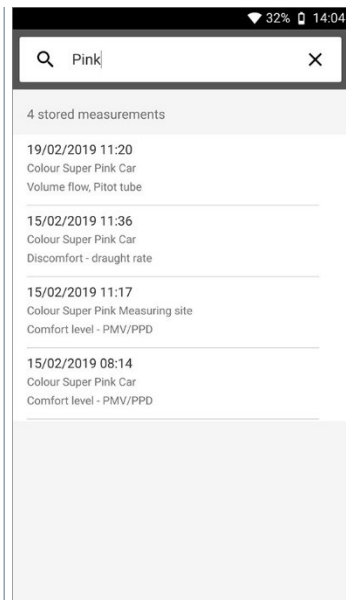 32% 14:04
Pink
4 stored measurements
19/02/2019 11:20
Colour Super Pink Car
Volume flow, Pitot tube
15/02/2019 11:36
Colour Super Pink Car
Discomfort - draught rate
15/02/2019 11:17
Colour Super Pink Measuring site
Comfort level - PMV/PPD
15/02/2019 08:14
Colour Super Pink Car
Comfort level - PMV/PPD